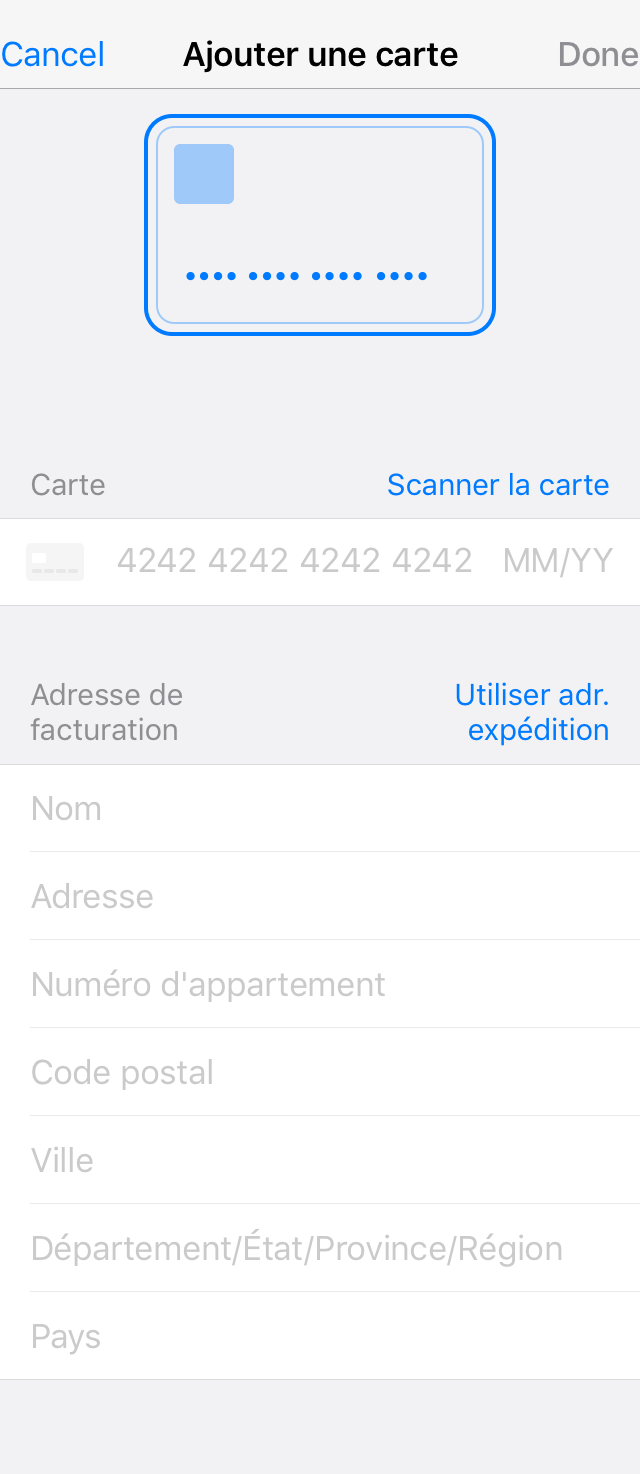 Cancel Ajouter une carte Done
•••• •••• •••• ••••
Carte Scanner la carte
4242 4242 4242 4242 MM/YY
Adresse de Utiliser adr.
facturation expédition
Nom
Adresse
Numéro d'appartement
Code postal
Ville
Département/État/Province/Région
Pays